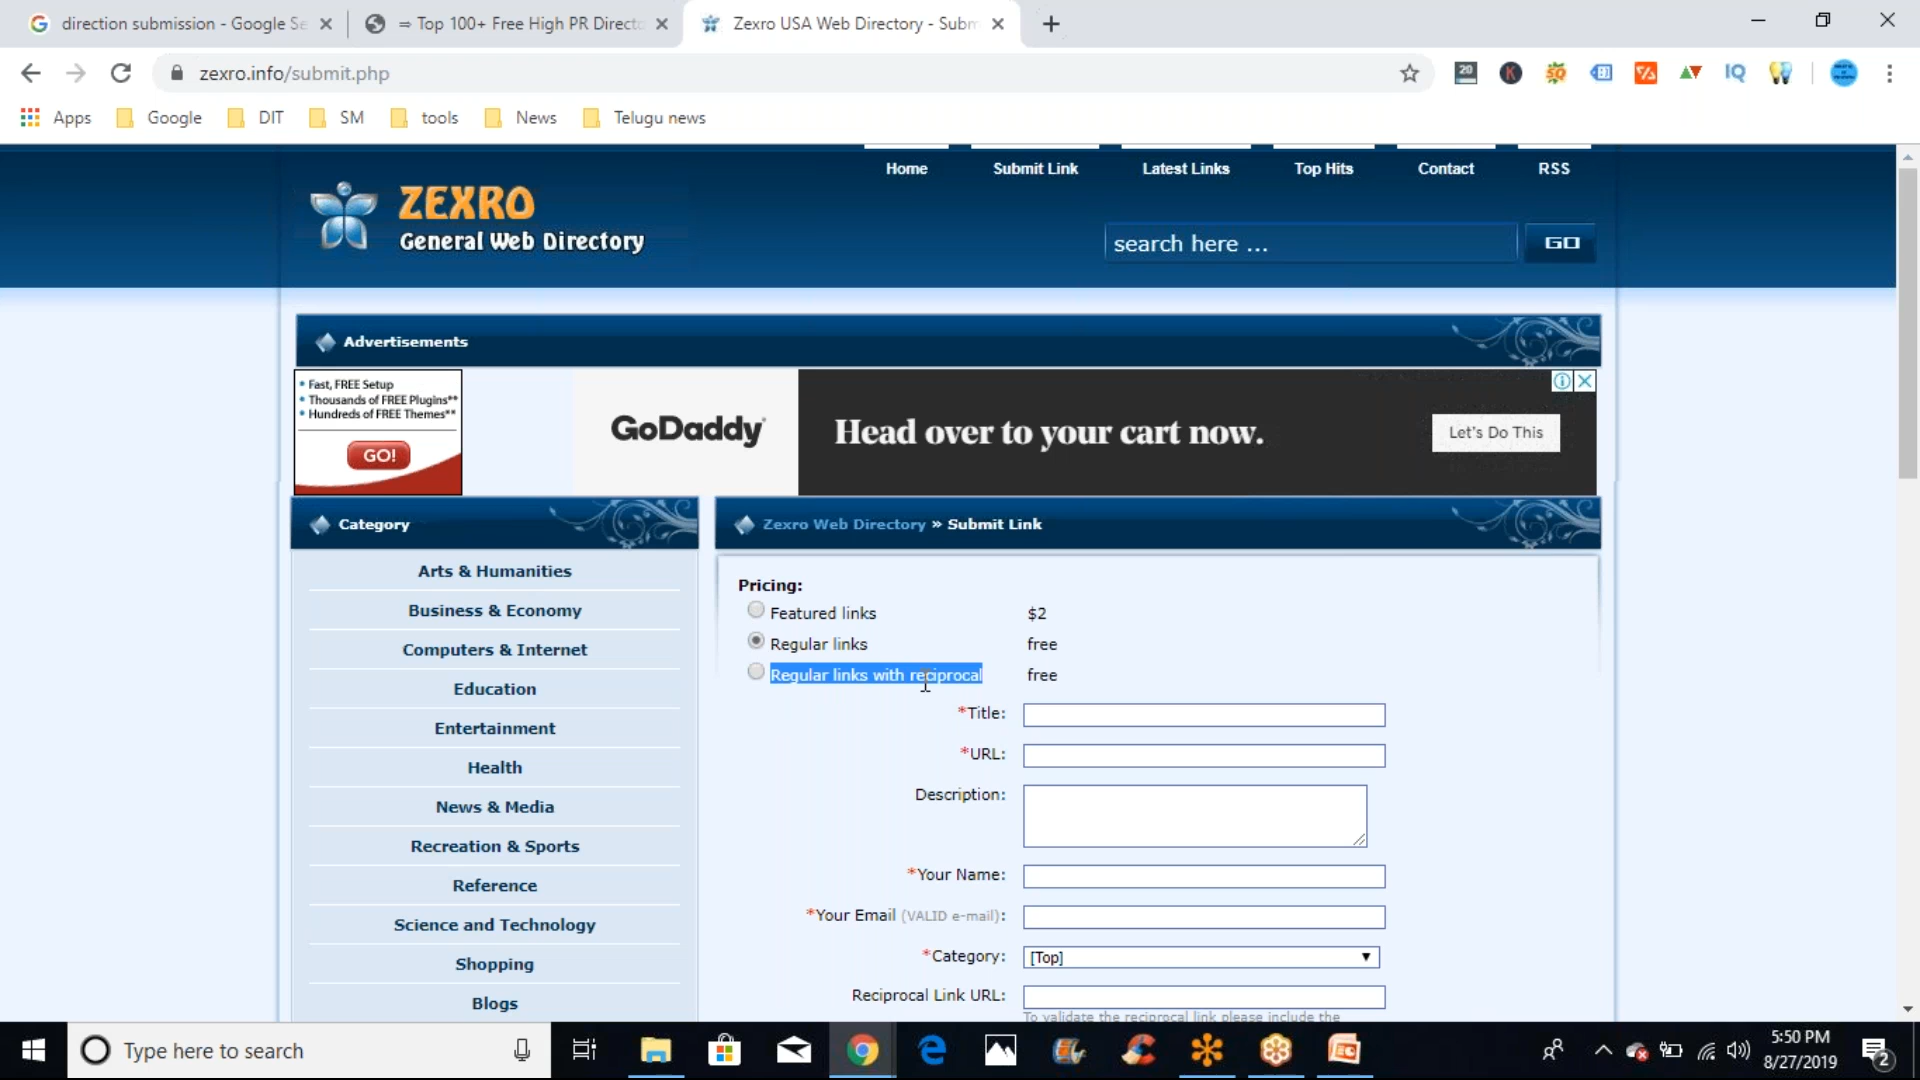 direction submission - Google Se
⇒ Top 100+ Free High PR Directo
Zexro USA Web Directory - Subm
zexro.info/submit.php
20
K
SQ
IQ
Apps
Google
DIT
SM
tools
News
Telugu news
Home
Submit Link
Latest Links
Top Hits
Contact
RSS
ZEXRO
General Web Directory
search here ...
GO
Advertisements
• Fast, FREE Setup
• Thousands of FREE Plugins**
• Hundreds of FREE Themes**
GO!
GoDaddy
Head over to your cart now.
Let's Do This
Category
Zexro Web Directory » Submit Link
Arts & Humanities
Business & Economy
Computers & Internet
Education
Entertainment
Health
News & Media
Recreation & Sports
Reference
Science and Technology
Shopping
Blogs
Pricing:
Featured links $2
Regular links free
Regular links with reciprocal free
*Title:
*URL:
Description:
*Your Name:
*Your Email (VALID e-mail):
*Category: [Top]
Reciprocal Link URL:
To validate the reciprocal link please include the
Type here to search
5:50 PM
8/27/2019
2